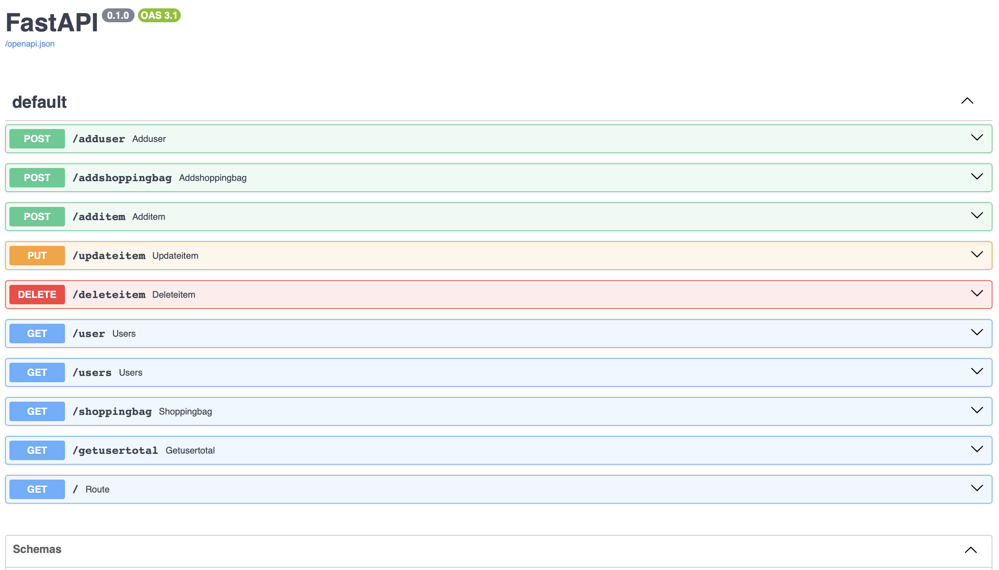 FastAPI 0.1.0 OAS 3.1
/openapi.json
default
POST /adduser Adduser
POST /addshoppingbag Addshoppingbag
POST /additem Additem
PUT /updateitem Updateitem
DELETE /deleteitem Deleteitem
GET /user Users
GET /users Users
GET /shoppingbag Shoppingbag
GET /getusertotal Getusertotal
GET / Route
Schemas